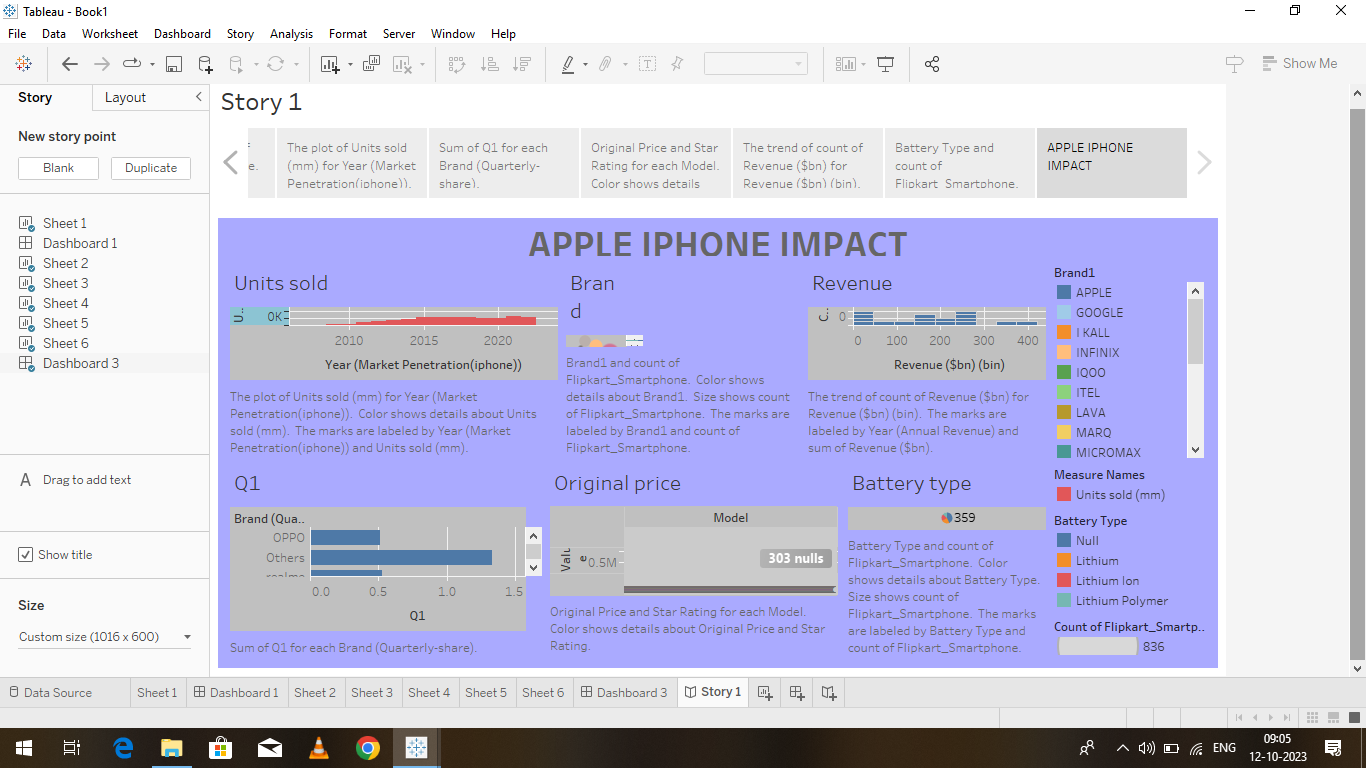 Tableau - Book1
File Data Worksheet Dashboard Story Analysis Format Server Window Help
Show Me
Story
Layout
New story point
Blank
Duplicate
Sheet 1
Dashboard 1
Sheet 2
Sheet 3
Sheet 4
Sheet 5
Sheet 6
Dashboard 3
A Drag to add text
Show title
Size
Custom size (1016 x 600)
Story 1
The plot of Units sold
(mm) for Year (Market
Penetration(iphone)).
Sum of Q1 for each
Brand (Quarterly-
share).
Original Price and Star
Rating for each Model.
Color shows details
The trend of count of
Revenue ($bn) for
Revenue ($bn) (bin).
Battery Type and
count of
Flipkart_Smartphone.
APPLE IPHONE
IMPACT
APPLE IPHONE IMPACT
Units sold
U..
0K
2010 2015 2020
Year (Market Penetration(iphone))
The plot of Units sold (mm) for Year (Market
Penetration(iphone)). Color shows details about Units
sold (mm). The marks are labeled by Year (Market
Penetration(iphone)) and Units sold (mm).
Bran
d
Brand1 and count of
Flipkart_Smartphone. Color shows
details about Brand1. Size shows count
of Flipkart_Smartphone. The marks are
labeled by Brand1 and count of
Flipkart_Smartphone.
Revenue
C..
0
0 100 200 300 400
Revenue ($bn) (bin)
The trend of count of Revenue ($bn) for
Revenue ($bn) (bin). The marks are
labeled by Year (Annual Revenue) and
sum of Revenue ($bn).
Q1
Brand (Qua..
OPPO
Others
realme
0.0 0.5 1.0 1.5
Q1
Sum of Q1 for each Brand (Quarterly-share).
Original price
Model
Valu
e
0.5M
303 nulls
Original Price and Star Rating for each Model.
Color shows details about Original Price and Star
Rating.
Battery type
359
Battery Type and count of
Flipkart_Smartphone. Color
shows details about Battery Type.
Size shows count of
Flipkart_Smartphone. The marks
are labeled by Battery Type and
count of Flipkart_Smartphone.
Brand1
APPLE
GOOGLE
I KALL
INFINIX
IQOO
ITEL
LAVA
MARQ
MICROMAX
Measure Names
Units sold (mm)
Battery Type
Null
Lithium
Lithium Ion
Lithium Polymer
Count of Flipkart_Smartp..
836
Data Source Sheet 1 Dashboard 1 Sheet 2 Sheet 3 Sheet 4 Sheet 5 Sheet 6 Dashboard 3 Story 1
ENG
09:05
12-10-2023